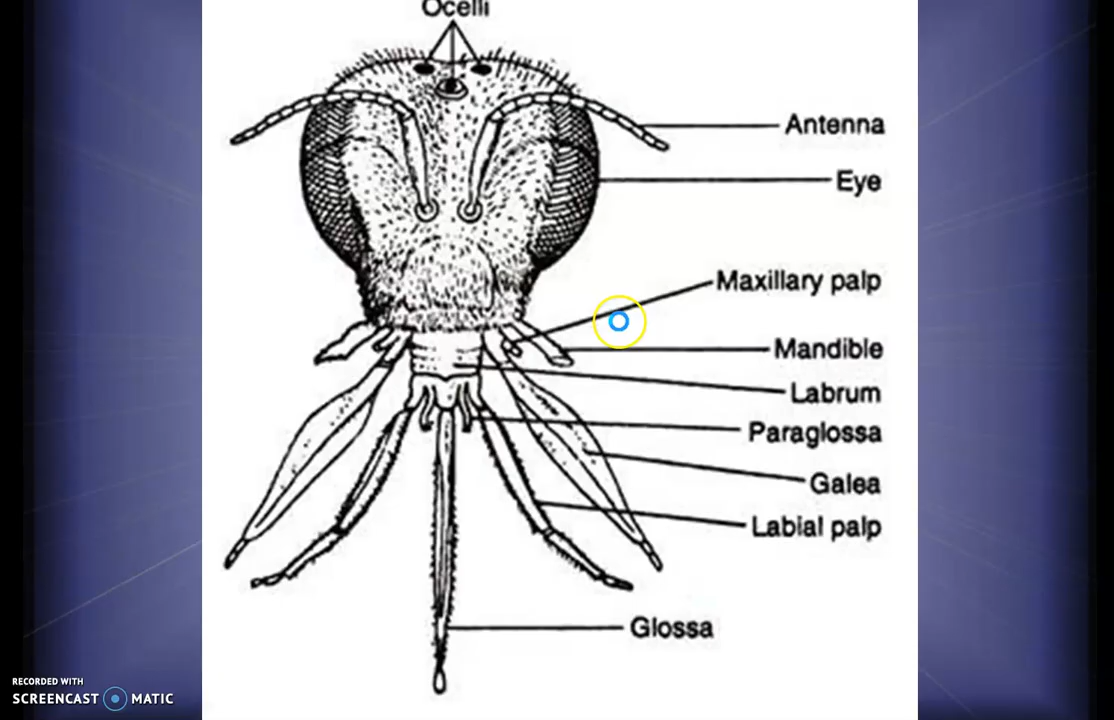 Ocelli
Antenna
Eye
Maxillary palp
Mandible
Labrum
Paraglossa
Galea
Labial palp
Glossa
RECORDED WITH
SCREENCAST MATIC